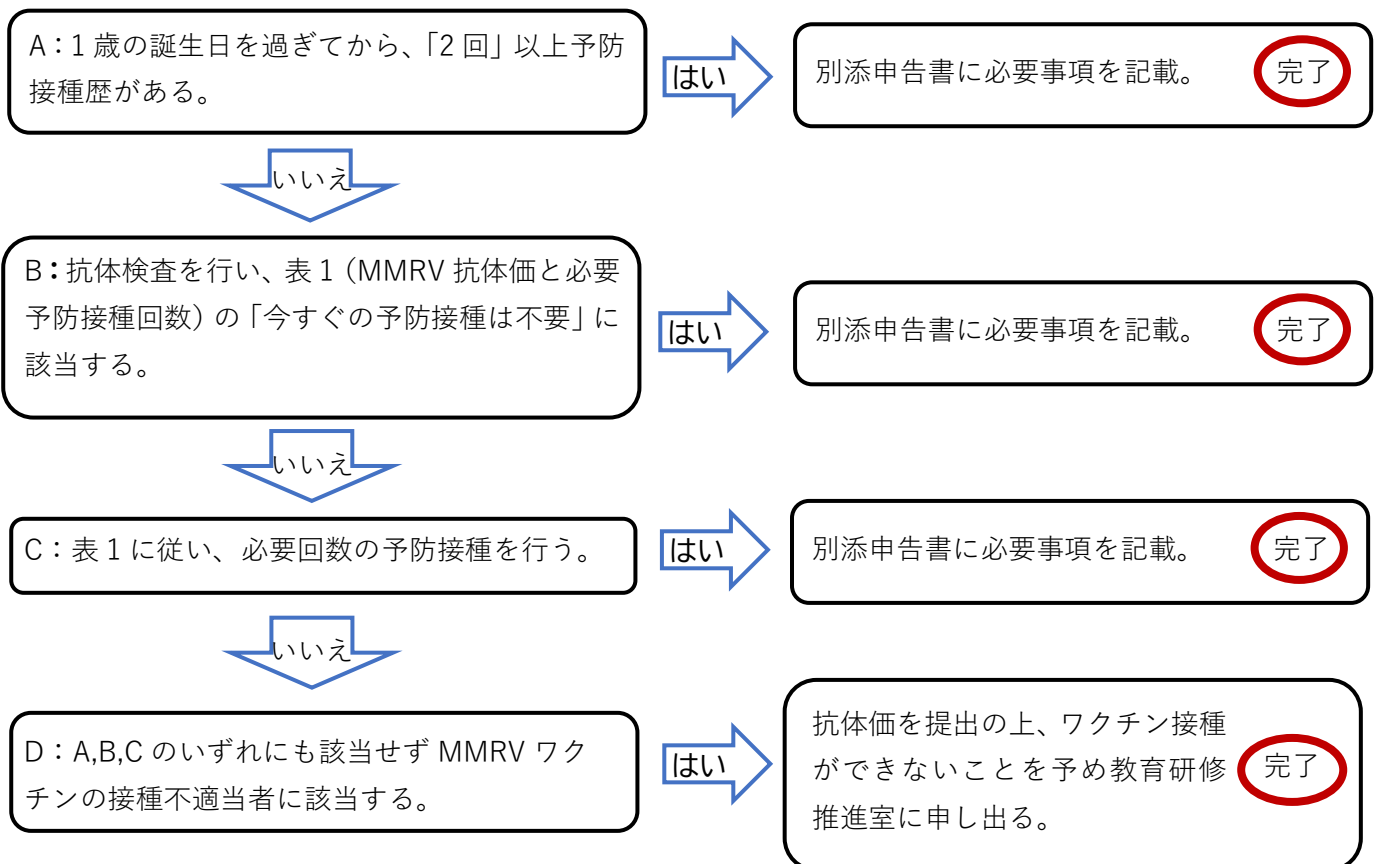 A：1 歳の誕生日を過ぎてから、「2 回」以上予防
接種歴がある。
はい
別添申告書に必要事項を記載。
完了
いいえ
B：抗体検査を行い、表 1（MMRV 抗体価と必要
予防接種回数）の「今すぐの予防接種は不要」に
該当する。
はい
別添申告書に必要事項を記載。
完了
いいえ
C：表 1 に従い、必要回数の予防接種を行う。
はい
別添申告書に必要事項を記載。
完了
いいえ
D：A,B,C のいずれにも該当せず MMRV ワク
チンの接種不適当者に該当する。
はい
抗体価を提出の上、ワクチン接種
ができないことを予め教育研修
推進室に申し出る。
完了